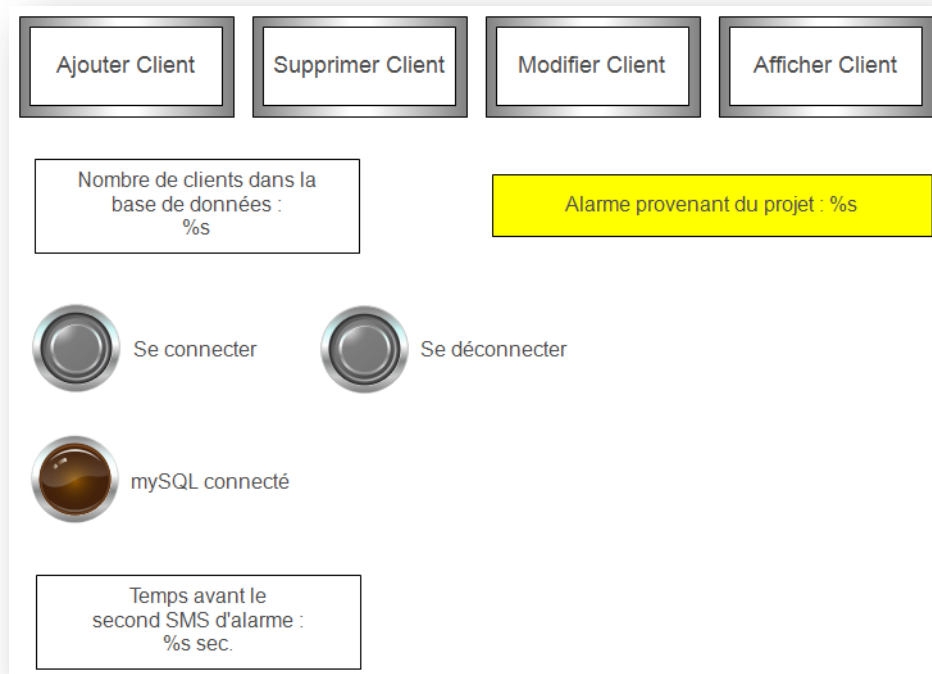 Ajouter Client
Supprimer Client
Modifier Client
Afficher Client
Nombre de clients dans la
base de données :
%s
Alarme provenant du projet : %s
Se connecter
Se déconnecter
mySQL connecté
Temps avant le
second SMS d'alarme :
%s sec.